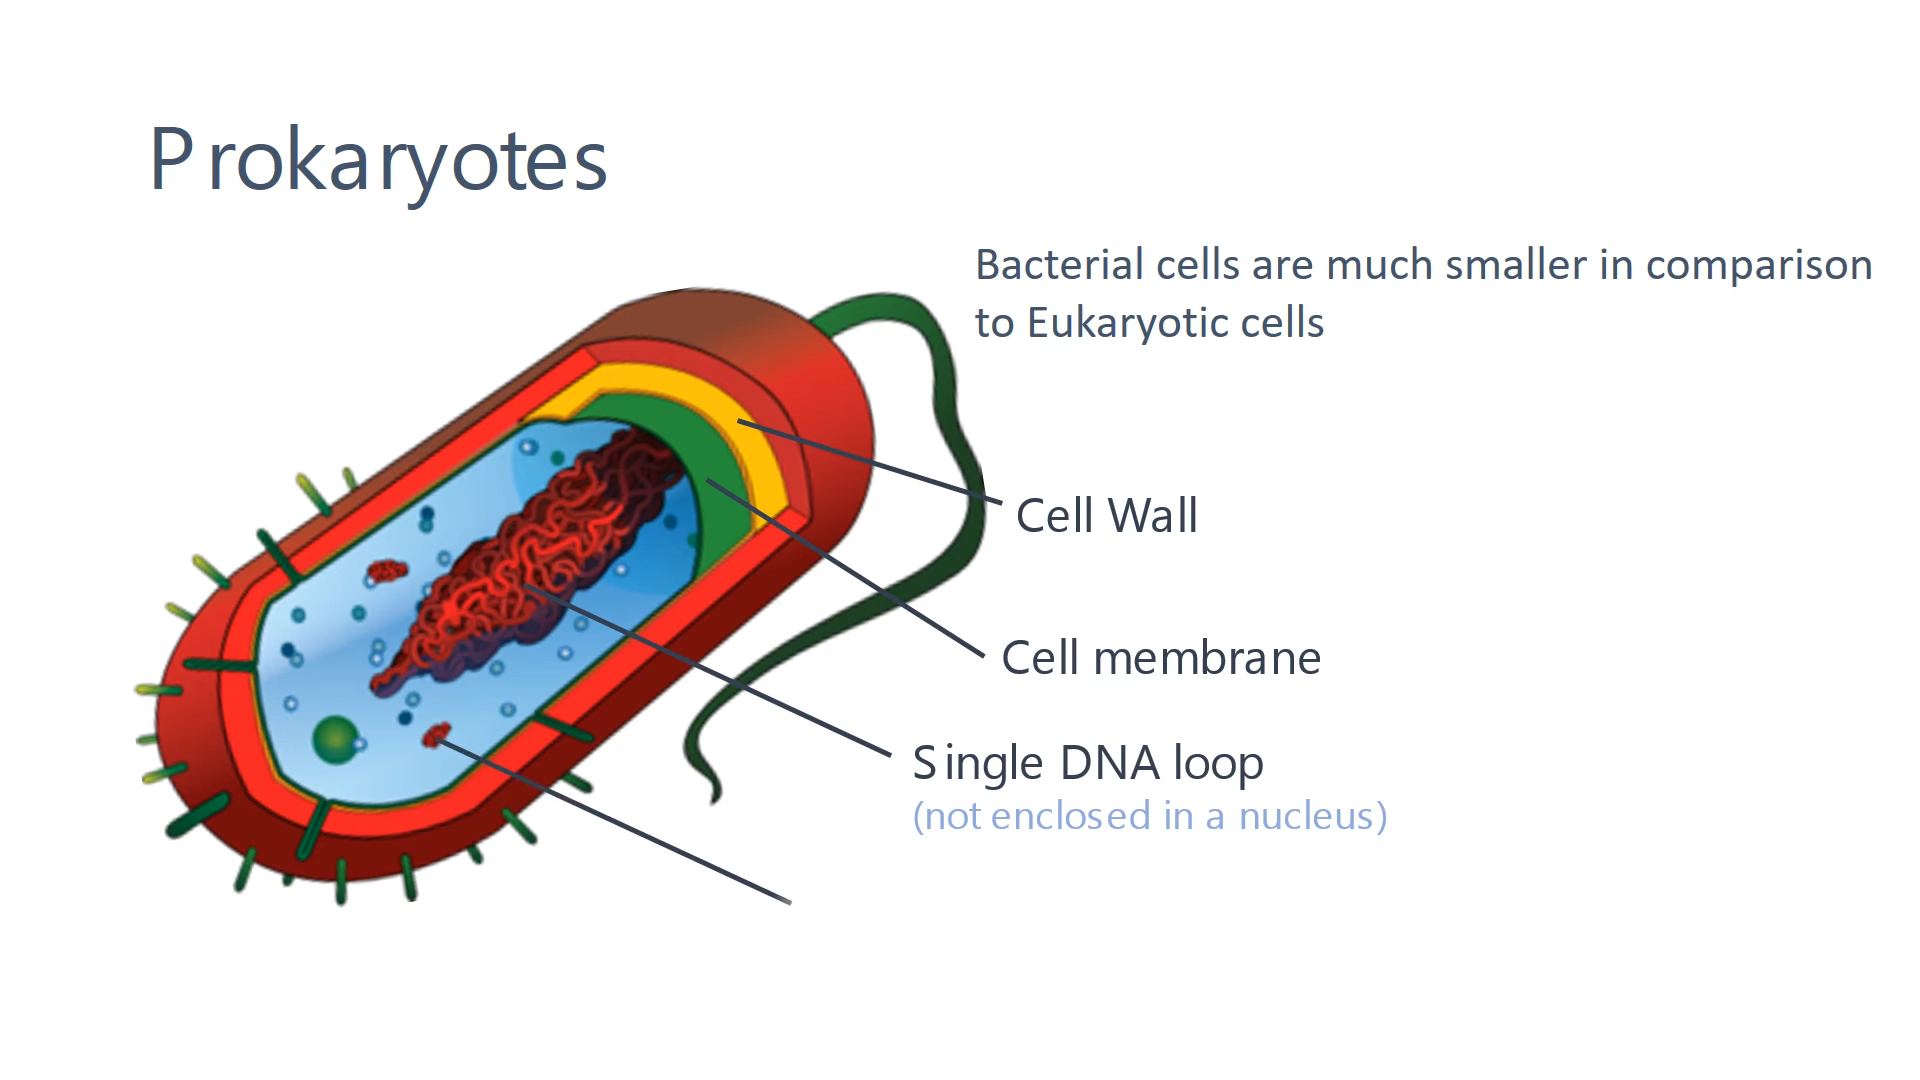 Prokaryotes
Bacterial cells are much smaller in comparison
to Eukaryotic cells
Cell Wall
Cell membrane
Single DNA loop
(not enclosed in a nucleus)